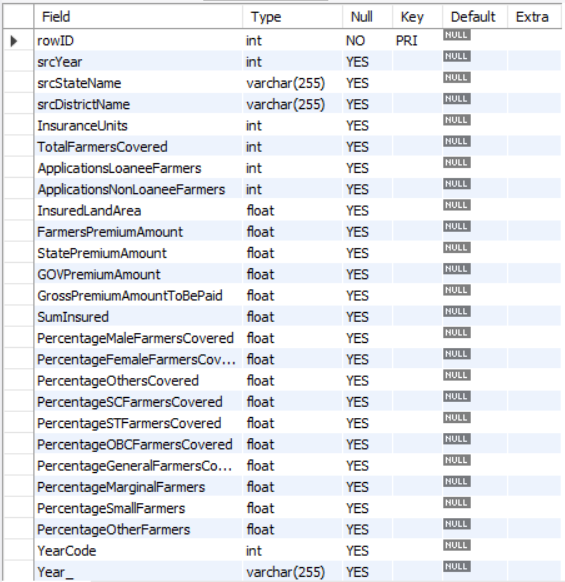 Field Type Null Key Default Extra
rowID int NO PRI NULL
srcYear int YES NULL
srcStateName varchar(255) YES NULL
srcDistrictName varchar(255) YES NULL
InsuranceUnits int YES NULL
TotalFarmersCovered int YES NULL
ApplicationsLoaneeFarmers int YES NULL
ApplicationsNonLoaneeFarmers int YES NULL
InsuredLandArea float YES NULL
FarmersPremiumAmount float YES NULL
StatePremiumAmount float YES NULL
GOVPremiumAmount float YES NULL
GrossPremiumAmountToBePaid float YES NULL
SumInsured float YES NULL
PercentageMaleFarmersCovered float YES NULL
PercentageFemaleFarmersCov... float YES NULL
PercentageOthersCovered float YES NULL
PercentageSCFarmersCovered float YES NULL
PercentageSTFarmersCovered float YES NULL
PercentageOBCFarmersCovered float YES NULL
PercentageGeneralFarmersCo... float YES NULL
PercentageMarginalFarmers float YES NULL
PercentageSmallFarmers float YES NULL
PercentageOtherFarmers float YES NULL
YearCode int YES NULL
Year_ varchar(255) YES NULL